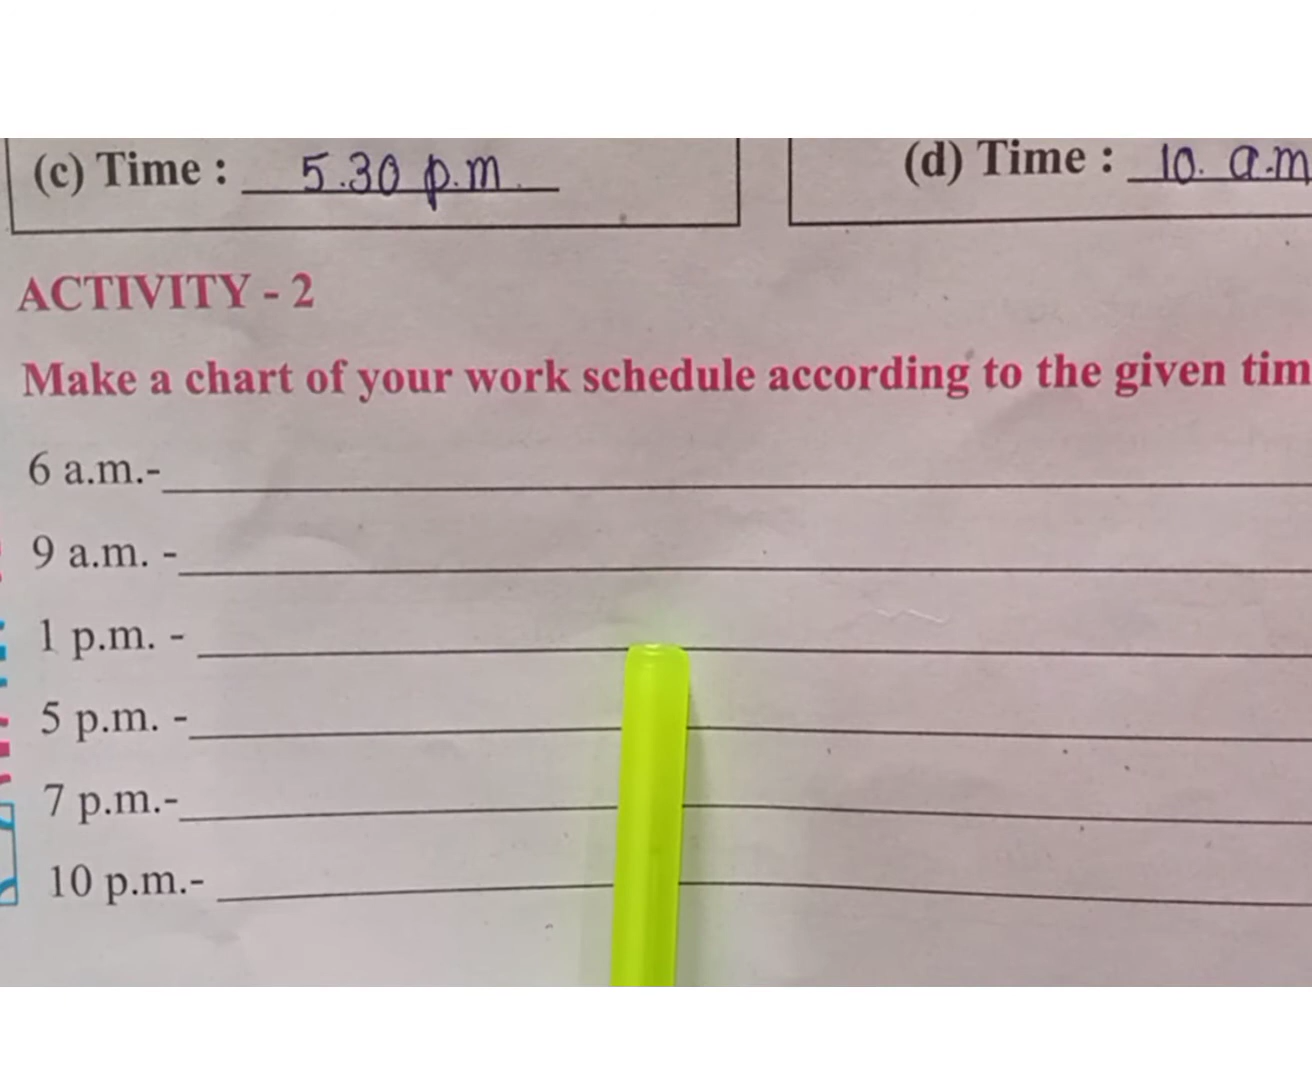 (c) Time : 5.30 p.m.
(d) Time : 10. a.m
ACTIVITY - 2
Make a chart of your work schedule according to the given tim
6 a.m.-
9 a.m. -
1 p.m. -
5 p.m. -
7 p.m.-
10 p.m.-